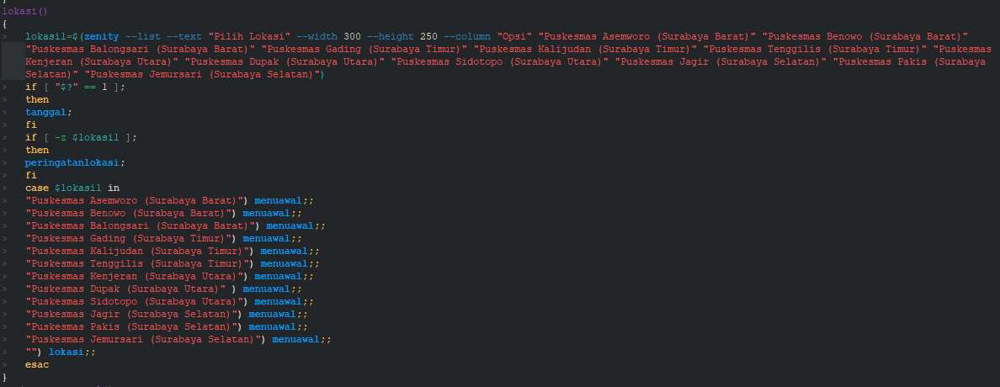 lokasi()
{
lokasi1=$(zenity --list --text "Pilih Lokasi" --width 300 --height 250 --column "Opsi" "Puskesmas Asemworo (Surabaya Barat)" "Puskesmas Benowo (Surabaya Barat)"
"Puskesmas Balongsari (Surabaya Barat)" "Puskesmas Gading (Surabaya Timur)" "Puskesmas Kalijudan (Surabaya Timur)" "Puskesmas Tenggilis (Surabaya Timur)" "Puskesmas
Kenjeran (Surabaya Utara)" "Puskesmas Dupak (Surabaya Utara)" "Puskesmas Sidotopo (Surabaya Utara)" "Puskesmas Jagir (Surabaya Selatan)" "Puskesmas Pakis (Surabaya
Selatan)" "Puskesmas Jemursari (Surabaya Selatan)")
if [ "$?" == 1 ];
then
tanggal;
fi
if [ -z $lokasi1 ];
then
peringatanlokasi;
fi
case $lokasi1 in
"Puskesmas Asemworo (Surabaya Barat)") menuawal;;
"Puskesmas Benowo (Surabaya Barat)") menuawal;;
"Puskesmas Balongsari (Surabaya Barat)") menuawal;;
"Puskesmas Gading (Surabaya Timur)") menuawal;;
"Puskesmas Kalijudan (Surabaya Timur)") menuawal;;
"Puskesmas Tenggilis (Surabaya Timur)") menuawal;;
"Puskesmas Kenjeran (Surabaya Utara)") menuawal;;
"Puskesmas Dupak (Surabaya Utara)" ) menuawal;;
"Puskesmas Sidotopo (Surabaya Utara)") menuawal;;
"Puskesmas Jagir (Surabaya Selatan)") menuawal;;
"Puskesmas Pakis (Surabaya Selatan)") menuawal;;
"Puskesmas Jemursari (Surabaya Selatan)") menuawal;;
"") lokasi;;
esac
}